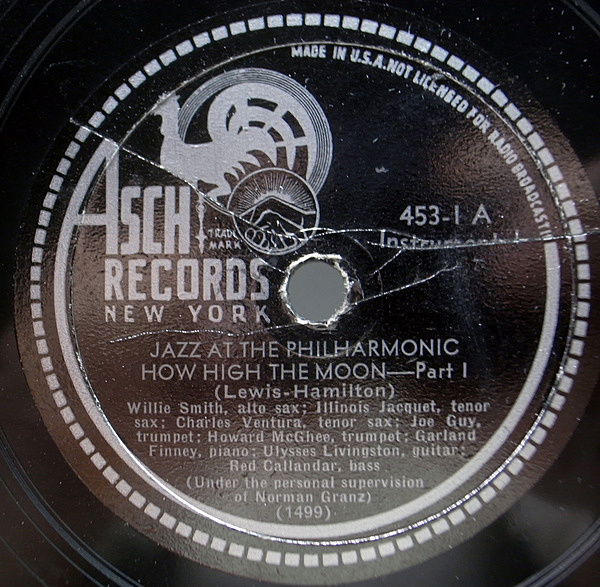 MADE IN U.S.A. NOT LICENSED FOR RADIO BROADCASTIN
ASCH
TRADE
MARK
RECORDS
NEW YORK
453-1 A
Instrumental
JAZZ AT THE PHILHARMONIC
HOW HIGH THE MOON—Part I
(Lewis-Hamilton)
Willie Smith, alto sax; Illinois Jacquet, tenor
sax; Charles Ventura, tenor sax; Joe Guy,
trumpet; Howard McGhee, trumpet; Garland
Finney, piano; Ulysses Livingston, guitar;
Red Callandar, bass
(Under the personal supervision
of Norman Granz)
(1499)